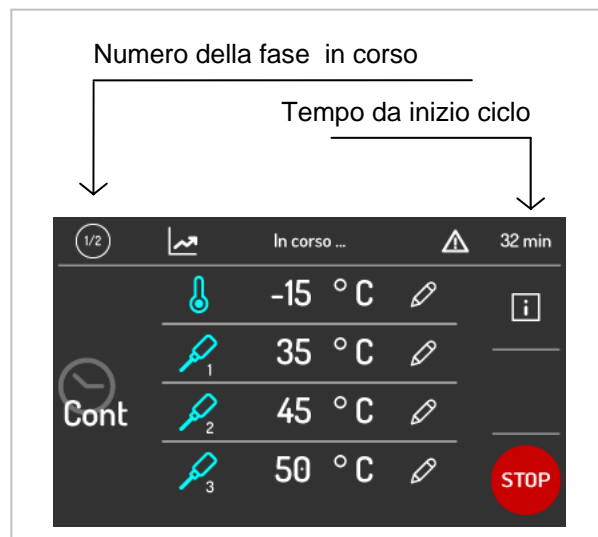 Numero della fase in corso
Tempo da inizio ciclo
1/2 In corso ... 32 min
-15 °C
i
1 35 °C
Cont
2 45 °C
3 50 °C
STOP